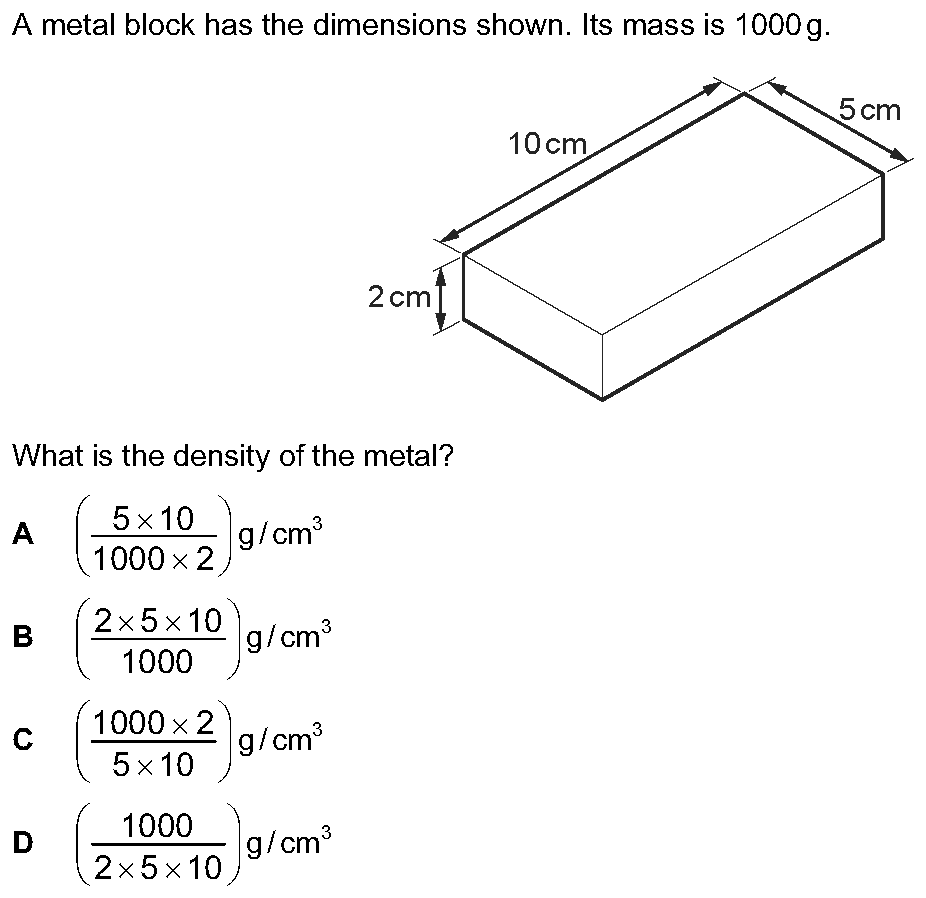 A metal block has the dimensions shown. Its mass is 1000 g.
5 cm
10 cm
2 cm
What is the density of the metal?
A (5 × 10 / 1000 × 2) g / cm³
B (2 × 5 × 10 / 1000) g / cm³
C (1000 × 2 / 5 × 10) g / cm³
D (1000 / 2 × 5 × 10) g / cm³